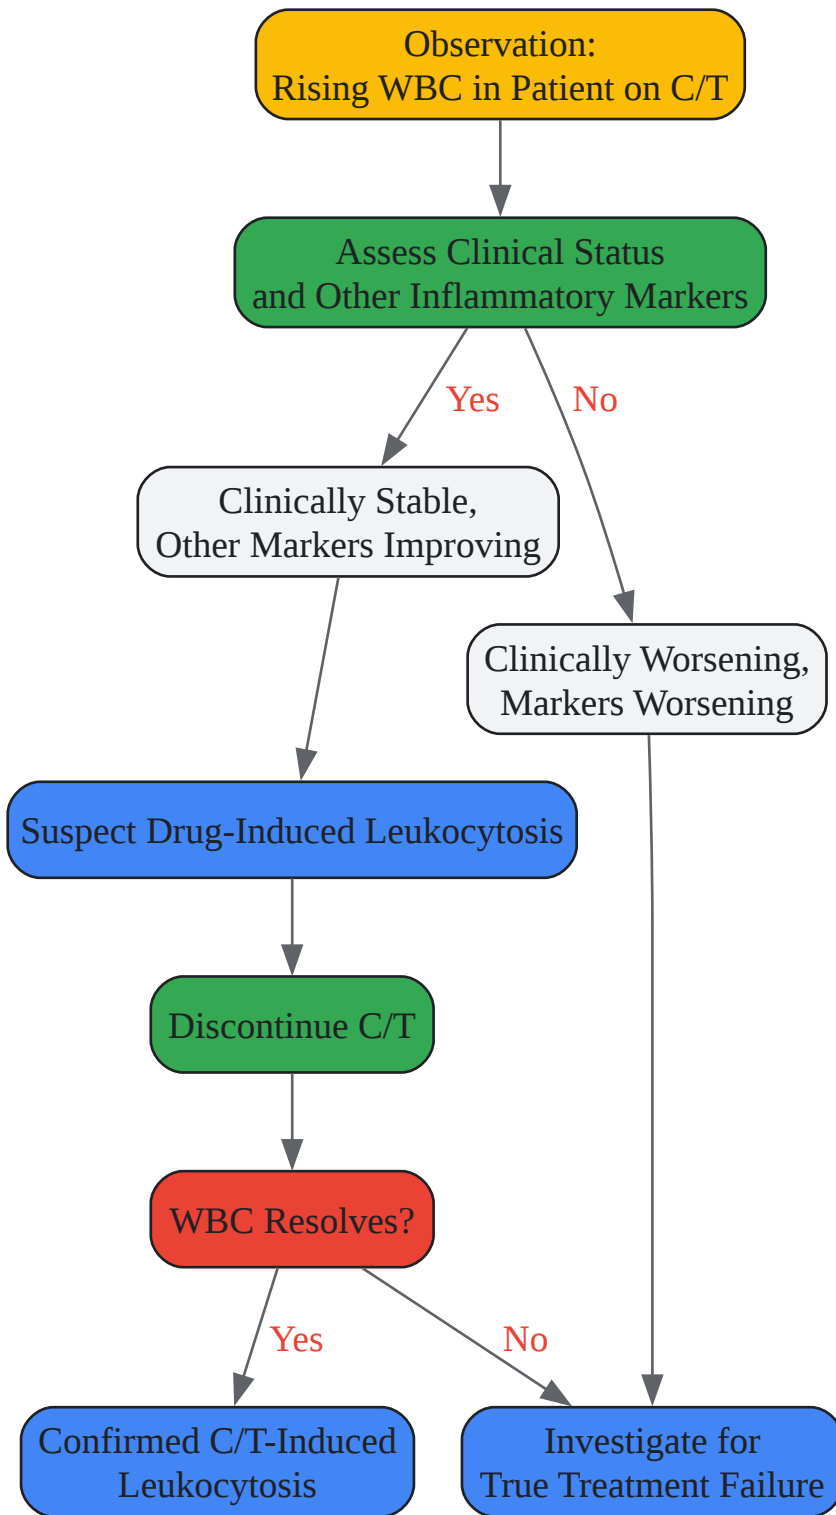 Observation:
Rising WBC in Patient on C/T
Assess Clinical Status
and Other Inflammatory Markers
Yes
No
Clinically Stable,
Other Markers Improving
Clinically Worsening,
Markers Worsening
Suspect Drug-Induced Leukocytosis
Discontinue C/T
WBC Resolves?
Yes
No
Confirmed C/T-Induced
Leukocytosis
Investigate for
True Treatment Failure